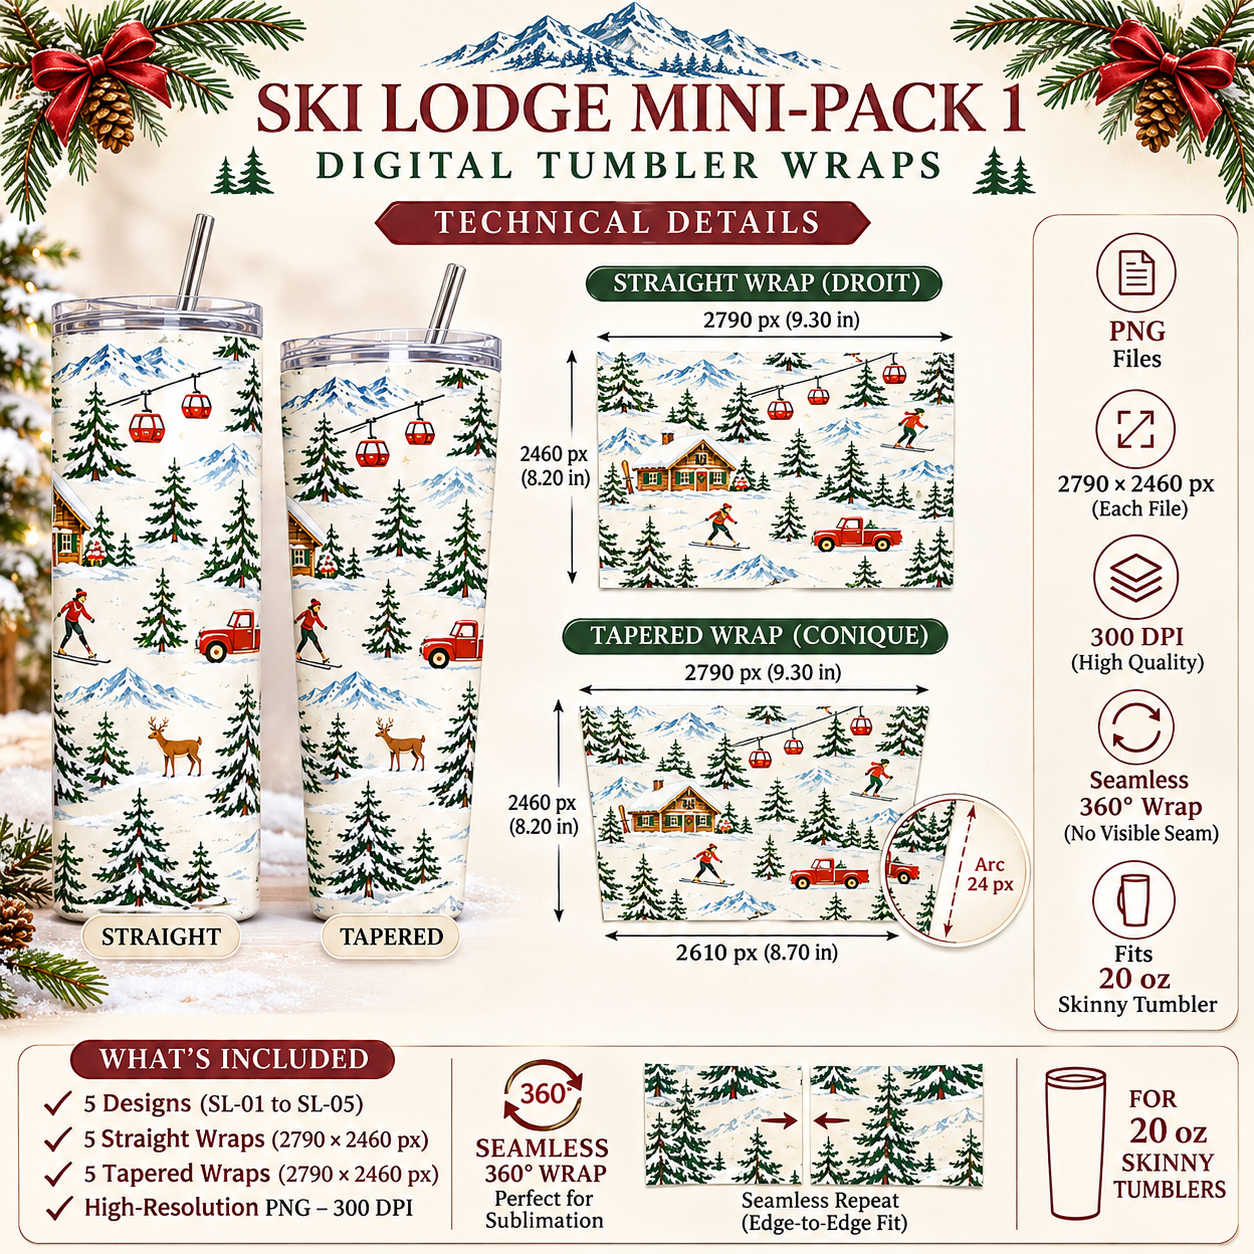 SKI LODGE MINI-PACK 1
DIGITAL TUMBLER WRAPS
TECHNICAL DETAILS
STRAIGHT
TAPERED
STRAIGHT WRAP (DROIT)
2790 px (9.30 in)
2460 px
(8.20 in)
TAPERED WRAP (CONIQUE)
2790 px (9.30 in)
2460 px
(8.20 in)
Arc
24 px
2610 px (8.70 in)
PNG
Files
2790 × 2460 px
(Each File)
300 DPI
(High Quality)
Seamless
360° Wrap
(No Visible Seam)
Fits
20 oz
Skinny Tumbler
WHAT'S INCLUDED
5 Designs (SL-01 to SL-05)
5 Straight Wraps (2790 × 2460 px)
5 Tapered Wraps (2790 × 2460 px)
High-Resolution PNG – 300 DPI
360°
SEAMLESS
360° WRAP
Perfect for
Sublimation
Seamless Repeat
(Edge-to-Edge Fit)
FOR
20 oz
SKINNY
TUMBLERS